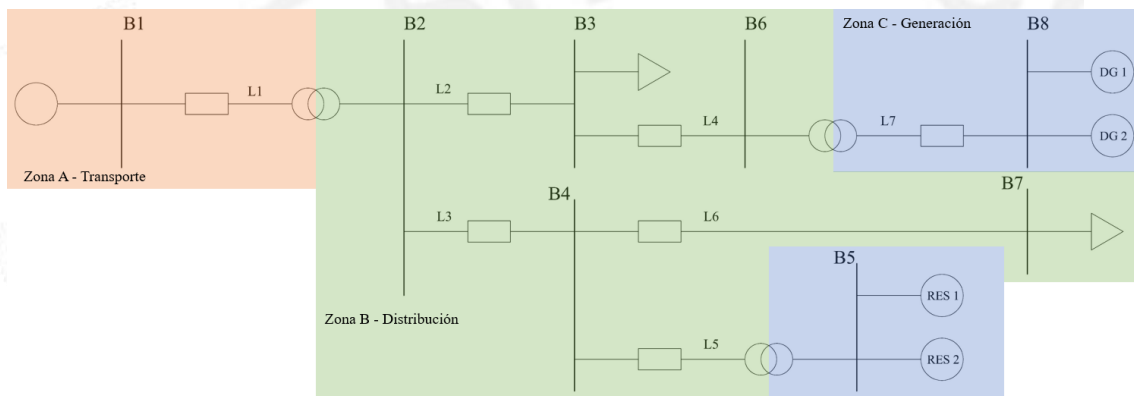 B1
B2
B3
B6
Zona C - Generación
B8
DG 1
L1
L2
L4
L7
DG 2
Zona A - Transporte
B4
B7
L3
L6
B5
RES 1
Zona B - Distribución
L5
RES 2